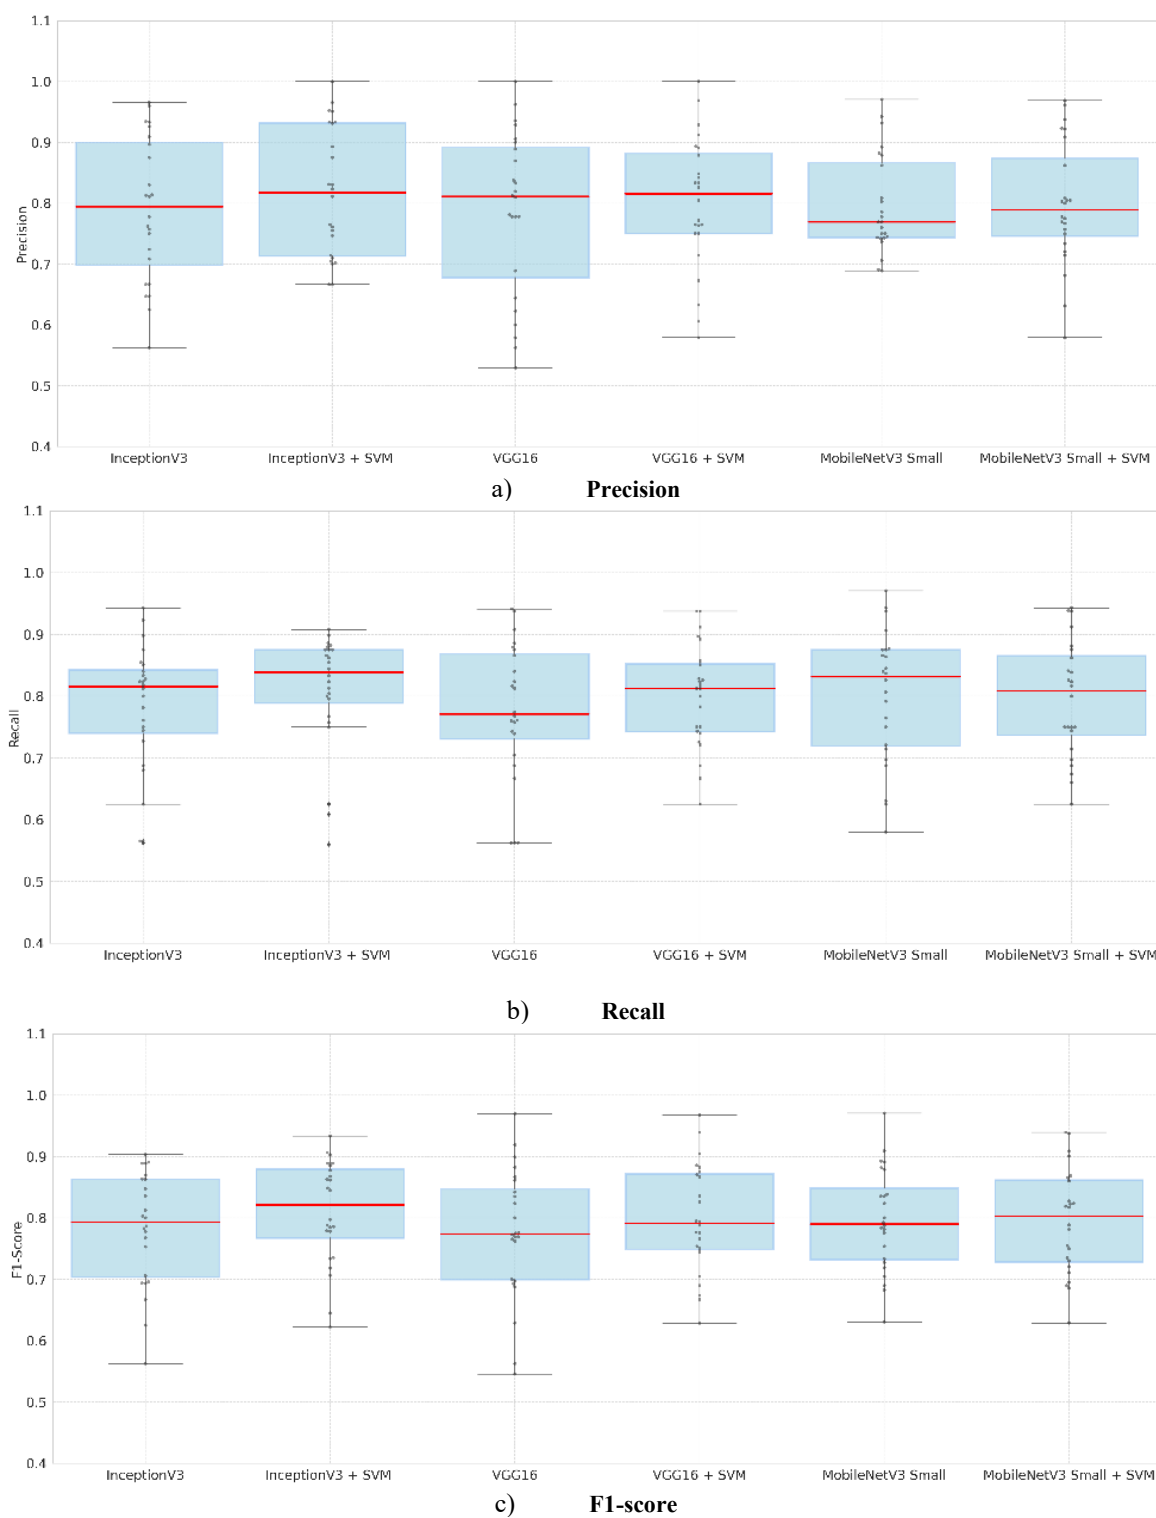 1.1
1.0
0.9
0.8
0.7
0.6
0.5
0.4
Precision
InceptionV3 InceptionV3 + SVM VGG16 VGG16 + SVM MobileNetV3 Small MobileNetV3 Small + SVM
a) Precision
1.1
1.0
0.9
0.8
0.7
0.6
0.5
0.4
Recall
InceptionV3 InceptionV3 + SVM VGG16 VGG16 + SVM MobileNetV3 Small MobileNetV3 Small + SVM
b) Recall
1.1
1.0
0.9
0.8
0.7
0.6
0.5
0.4
F1-Score
InceptionV3 InceptionV3 + SVM VGG16 VGG16 + SVM MobileNetV3 Small MobileNetV3 Small + SVM
c) F1-score